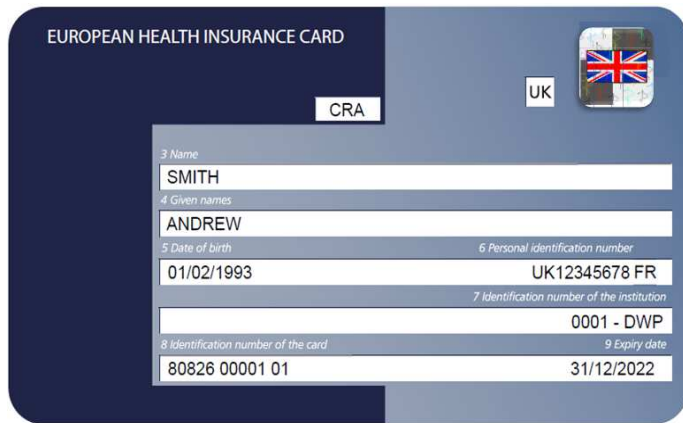 EUROPEAN HEALTH INSURANCE CARD
UK
CRA
3 Name
SMITH
4 Given names
ANDREW
5 Date of birth 6 Personal identification number
01/02/1993 UK12345678 FR
7 Identification number of the institution
0001 - DWP
8 Identification number of the card 9 Expiry date
80826 00001 01 31/12/2022